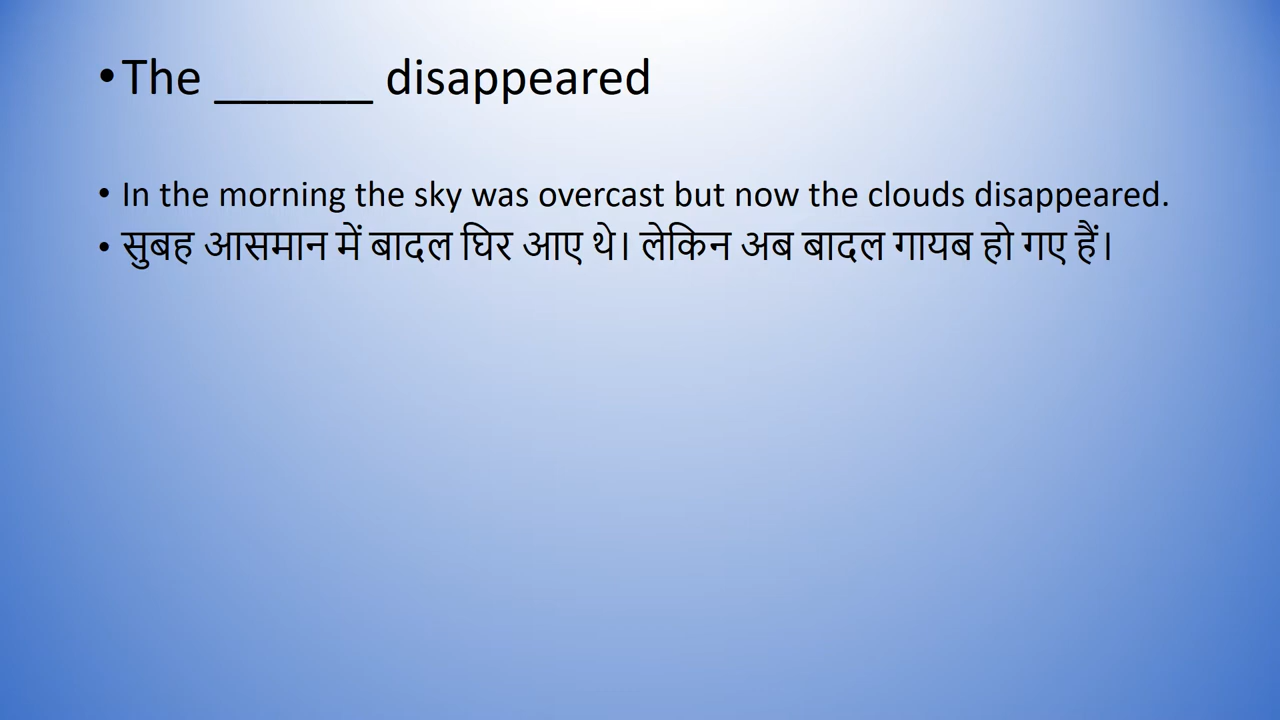 • The ______ disappeared
• In the morning the sky was overcast but now the clouds disappeared.
• सुबह आसमान में बादल घिर आए थे। लेकिन अब बादल गायब हो गए हैं।